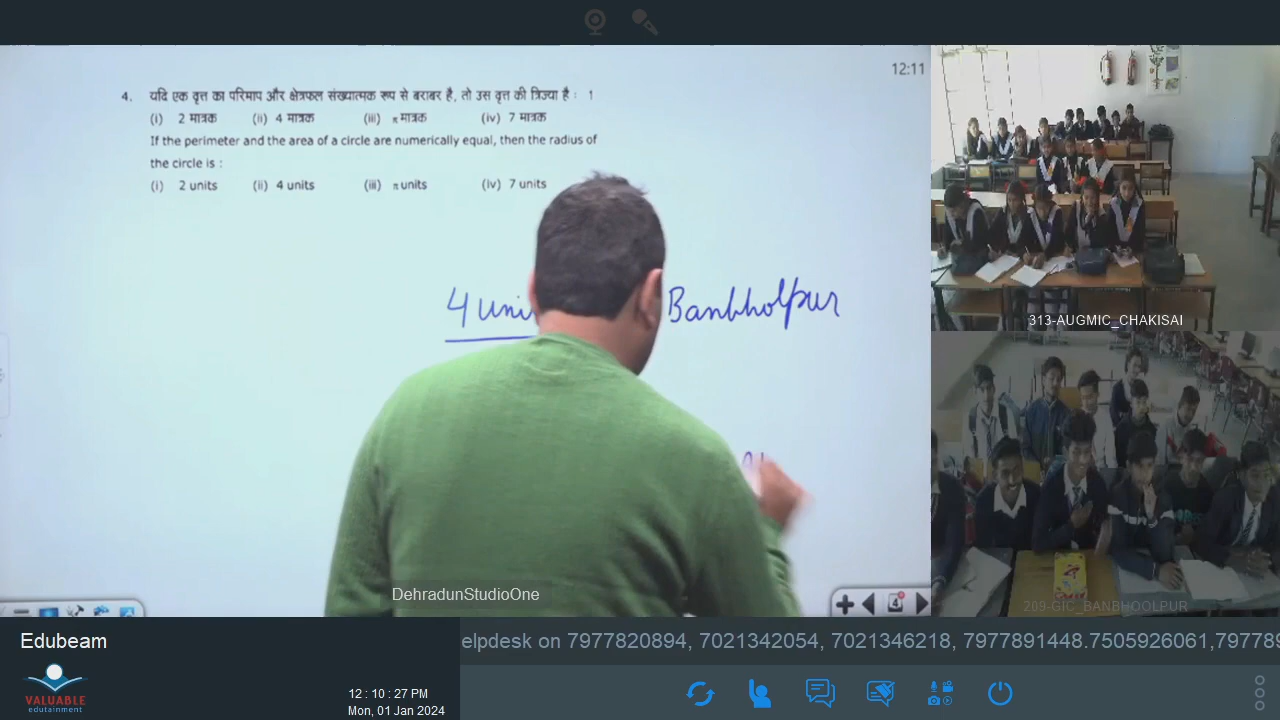 12:11
4. यदि एक वृत्त का परिमाप और क्षेत्रफल संख्यात्मक रूप से बराबर है, तो उस वृत्त की त्रिज्या है : 1
(i) 2 मात्रक (ii) 4 मात्रक (iii) π मात्रक (iv) 7 मात्रक
If the perimeter and the area of a circle are numerically equal, then the radius of
the circle is :
(i) 2 units (ii) 4 units (iii) π units (iv) 7 units
4 Banbholpur
DehradunStudioOne
4
313-AUGMIC_CHAKISAI
209-GIC_BANBHOOLPUR
Edubeam
VALUABLE
edutainment
12 : 10 : 27 PM
Mon, 01 Jan 2024
elpdesk on 7977820894, 7021342054, 7021346218, 7977891448.7505926061,79778